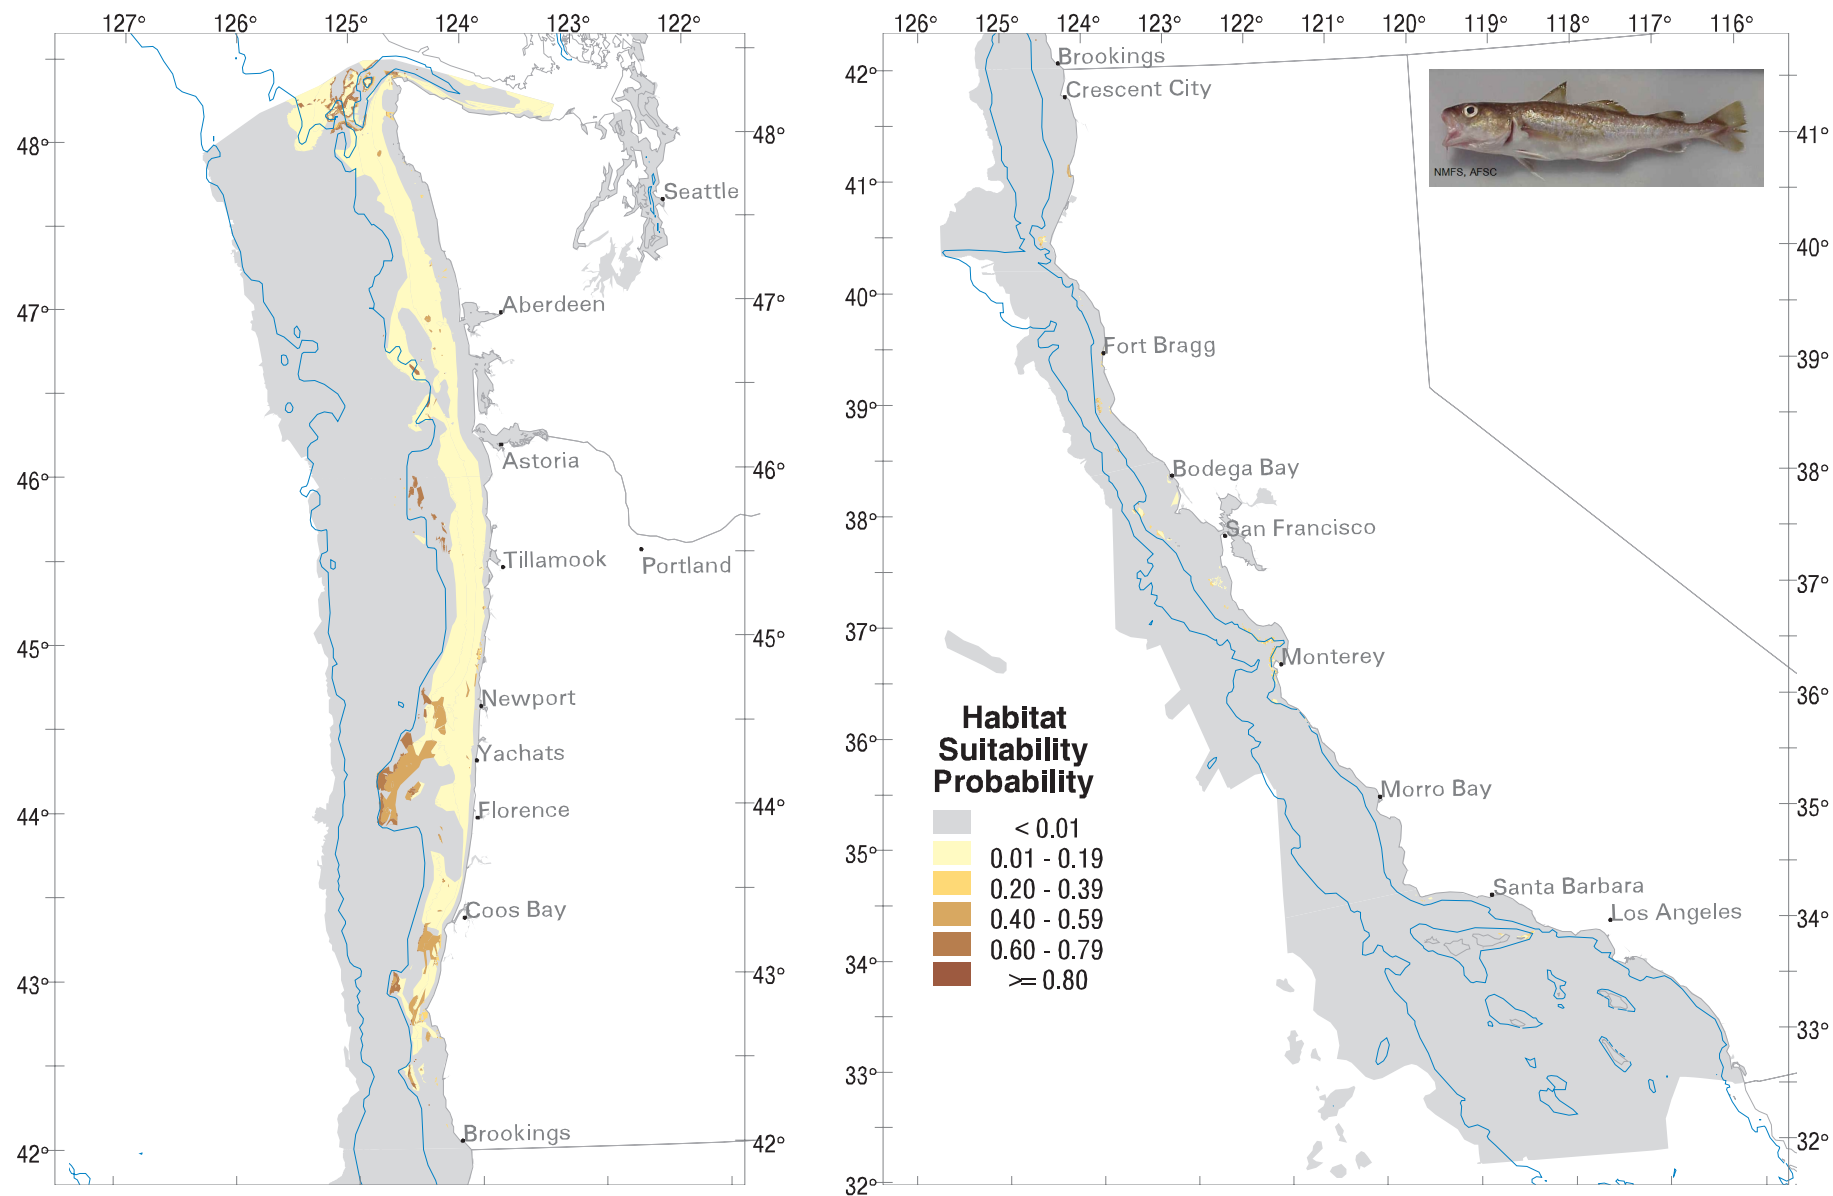 127° 126° 125° 124° 123° 122°
48°
47°
46°
45°
44°
43°
42°
48°
47°
46°
45°
44°
43°
42°
Seattle
Aberdeen
Astoria
Tillamook
Portland
Newport
Yachats
Florence
Coos Bay
Brookings
126° 125° 124° 123° 122° 121° 120° 119° 118° 117° 116°
42°
41°
40°
39°
38°
37°
36°
35°
34°
33°
32°
41°
40°
39°
38°
37°
36°
35°
34°
33°
32°
Brookings
Crescent City
NMFS, AFSC
Fort Bragg
Bodega Bay
San Francisco
Monterey
Morro Bay
Santa Barbara
Los Angeles
Habitat
Suitability
Probability
< 0.01
0.01 - 0.19
0.20 - 0.39
0.40 - 0.59
0.60 - 0.79
>= 0.80